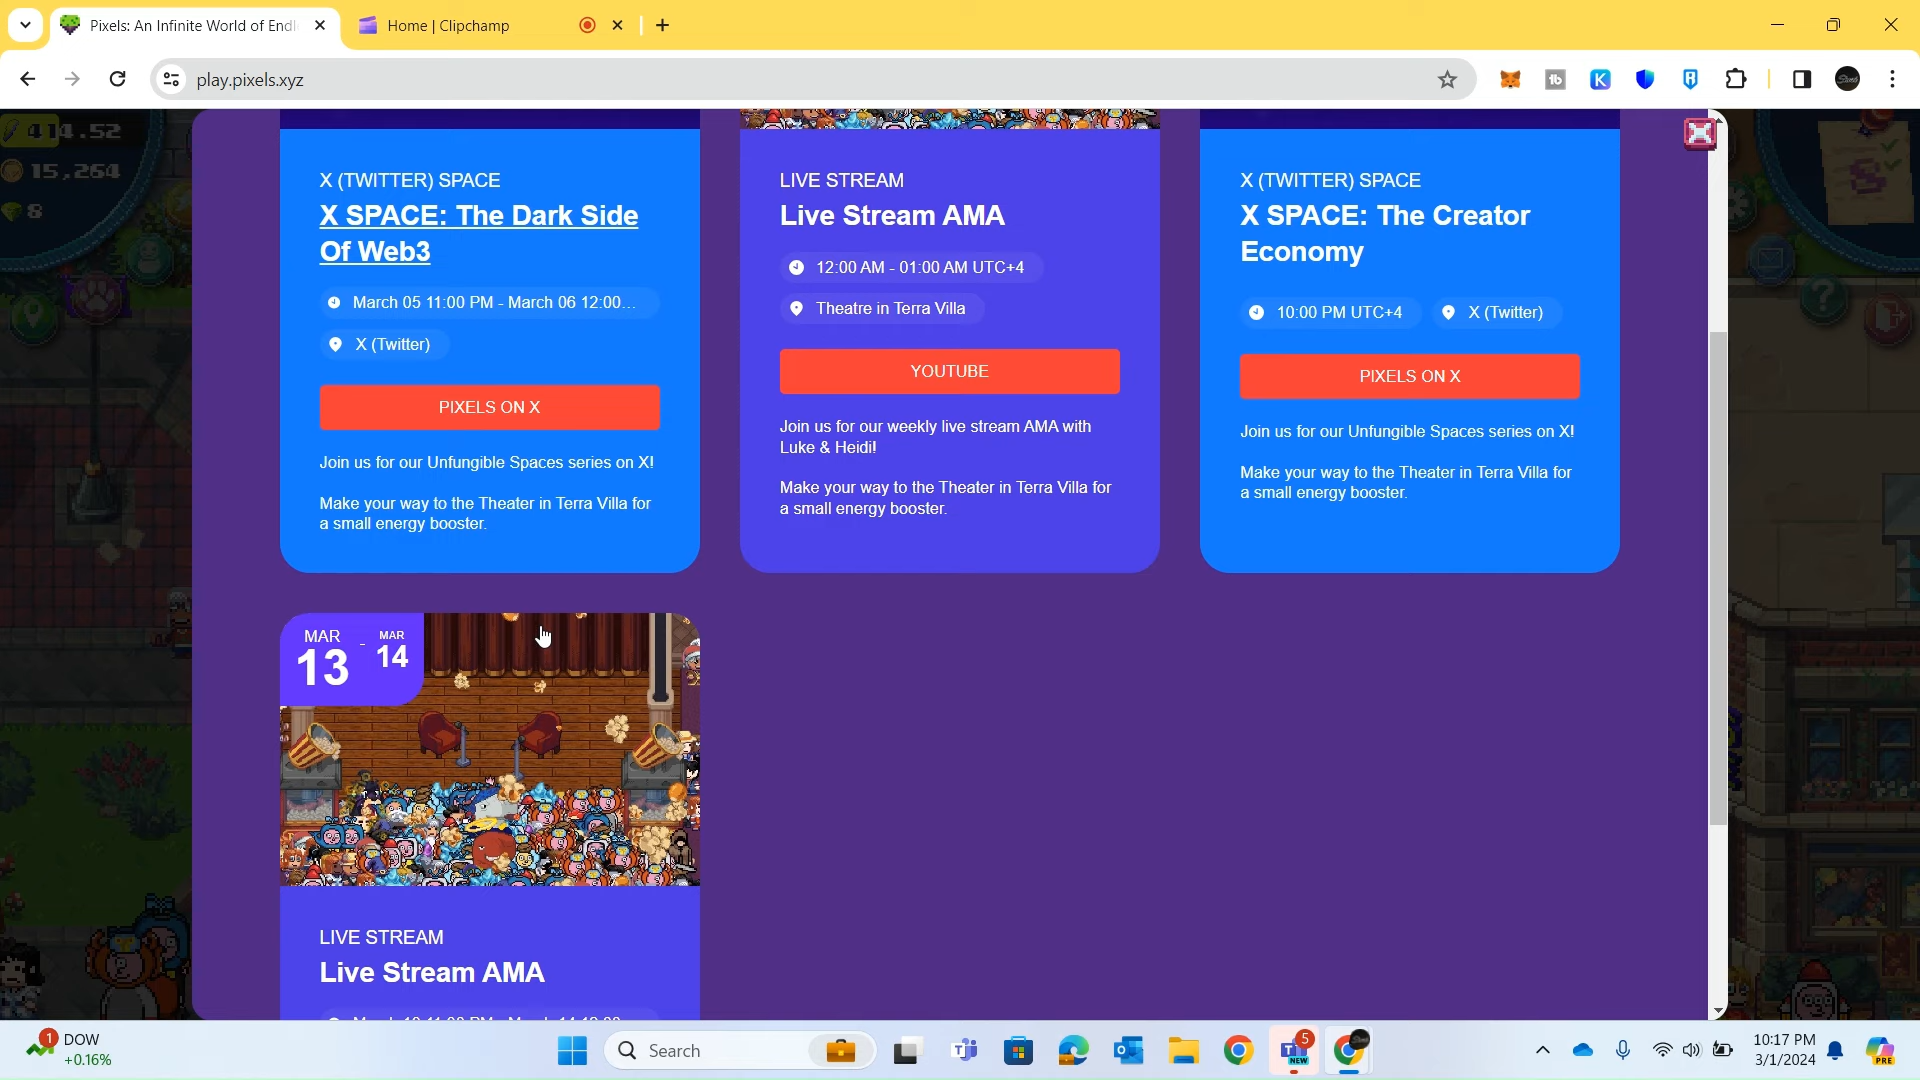 Pixels: An Infinite World of Endl
Home | Clipchamp
play.pixels.xyz
414.52
15,264
8
X (TWITTER) SPACE
X SPACE: The Dark Side
Of Web3
March 05 11:00 PM - March 06 12:00...
X (Twitter)
PIXELS ON X
Join us for our Unfungible Spaces series on X!
Make your way to the Theater in Terra Villa for
a small energy booster.
LIVE STREAM
Live Stream AMA
12:00 AM - 01:00 AM UTC+4
Theatre in Terra Villa
YOUTUBE
Join us for our weekly live stream AMA with
Luke & Heidi!
Make your way to the Theater in Terra Villa for
a small energy booster.
X (TWITTER) SPACE
X SPACE: The Creator
Economy
10:00 PM UTC+4
X (Twitter)
PIXELS ON X
Join us for our Unfungible Spaces series on X!
Make your way to the Theater in Terra Villa for
a small energy booster.
MAR
13
-
MAR
14
LIVE STREAM
Live Stream AMA
1
DOW
+0.16%
Search
5
NEW
10:17 PM
3/1/2024
PRE